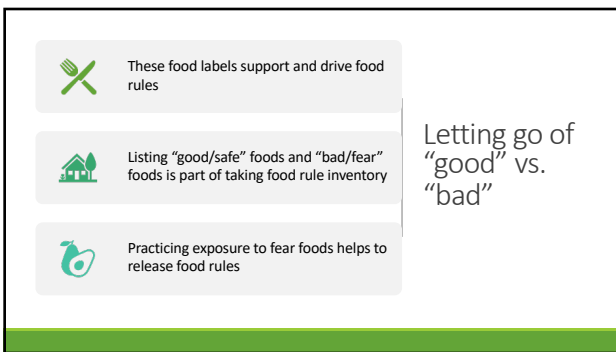 These food labels support and drive food
rules
Listing “good/safe” foods and “bad/fear”
foods is part of taking food rule inventory
Practicing exposure to fear foods helps to
release food rules
Letting go of
“good” vs.
“bad”